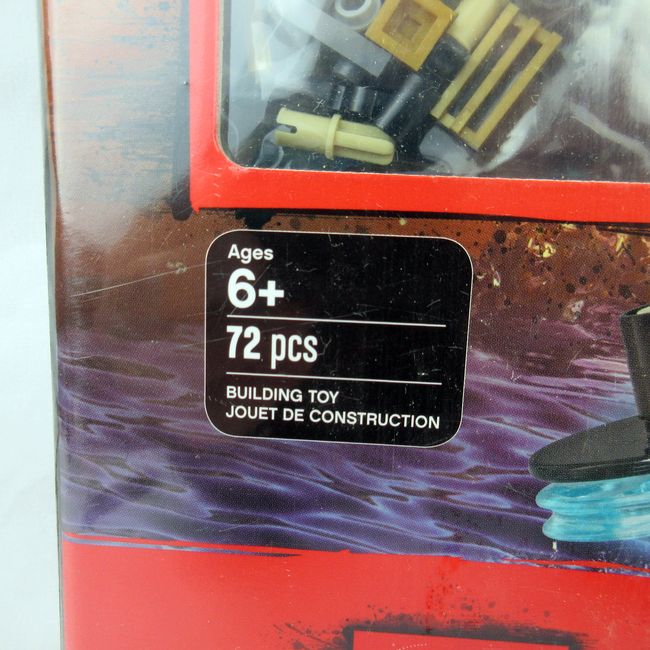 Ages
6+
72 pcs
BUILDING TOY
JOUET DE CONSTRUCTION